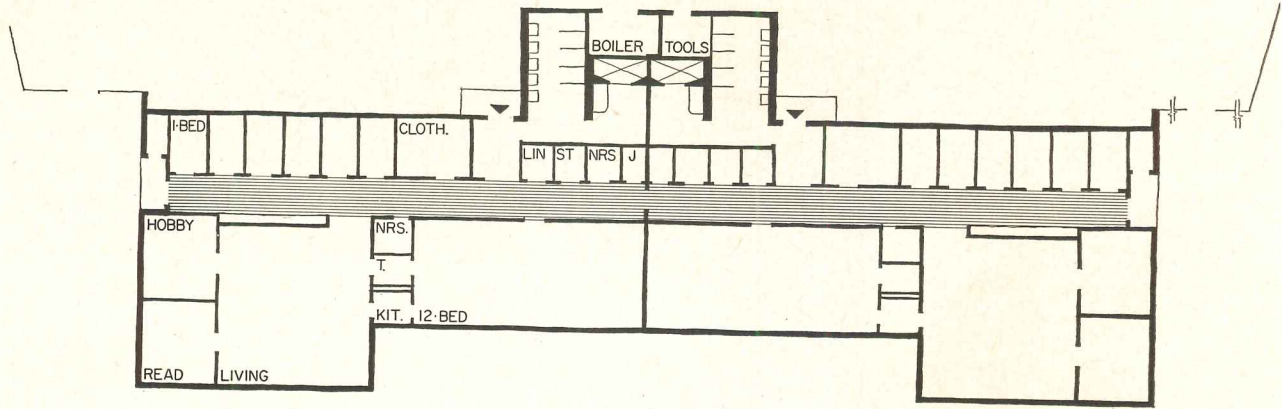 BOILER
TOOLS
1·BED
CLOTH.
LIN
ST
NRS
J
HOBBY
NRS.
T.
KIT.
12·BED
READ
LIVING